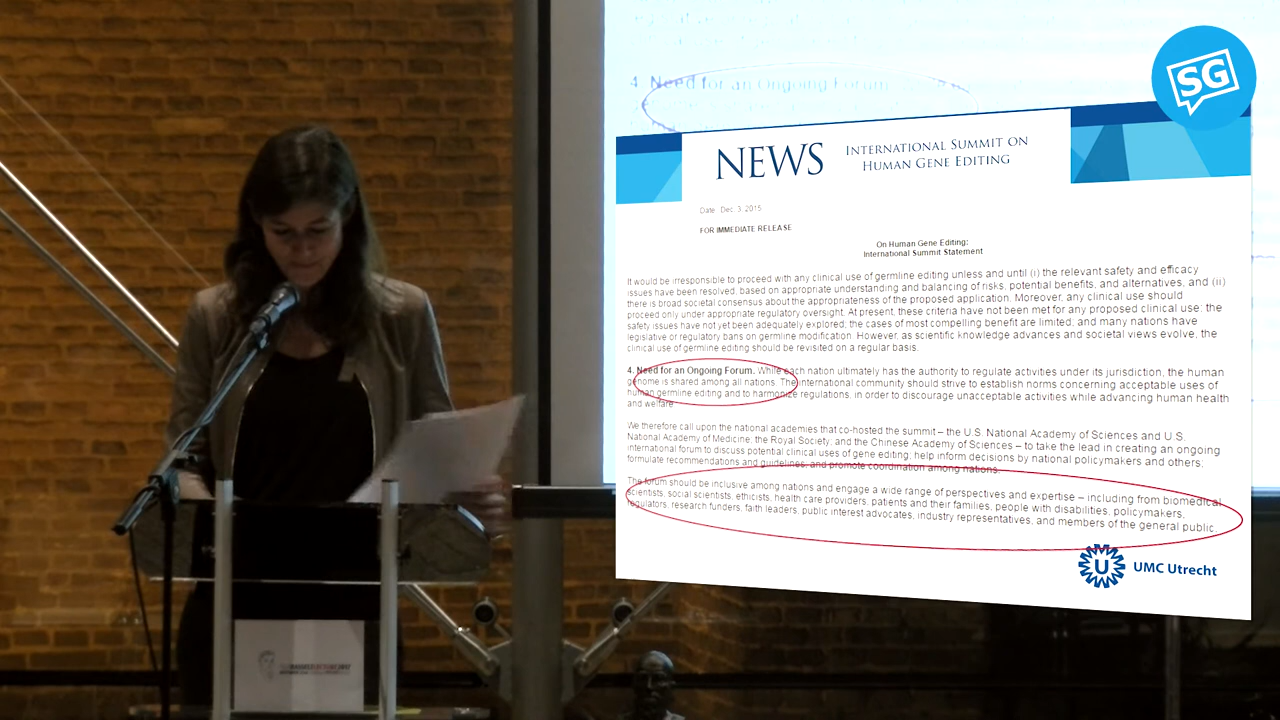 4. Need for an Ongoing Forum
SG
NEWS
INTERNATIONAL SUMMIT ON
HUMAN GENE EDITING
Date: Dec. 3, 2015
FOR IMMEDIATE RELEASE
On Human Gene Editing:
International Summit Statement
It would be irresponsible to proceed with any clinical use of germline editing unless and until (i) the relevant safety and efficacy
issues have been resolved, based on appropriate understanding and balancing of risks, potential benefits, and alternatives, and (ii)
there is broad societal consensus about the appropriateness of the proposed application. Moreover, any clinical use should
proceed only under appropriate regulatory oversight. At present, these criteria have not been met for any proposed clinical use: the
safety issues have not yet been adequately explored; the cases of most compelling benefit are limited; and many nations have
legislative or regulatory bans on germline modification. However, as scientific knowledge advances and societal views evolve, the
clinical use of germline editing should be revisited on a regular basis.
4. Need for an Ongoing Forum. While each nation ultimately has the authority to regulate activities under its jurisdiction, the human
genome is shared among all nations. The international community should strive to establish norms concerning acceptable uses of
human germline editing and to harmonize regulations, in order to discourage unacceptable activities while advancing human health
and welfare.
We therefore call upon the national academies that co-hosted the summit – the U.S. National Academy of Sciences and U.S.
National Academy of Medicine; the Royal Society; and the Chinese Academy of Sciences – to take the lead in creating an ongoing
international forum to discuss potential clinical uses of gene editing; help inform decisions by national policymakers and others;
formulate recommendations and guidelines; and promote coordination among nations.
The forum should be inclusive among nations and engage a wide range of perspectives and expertise – including from biomedical
scientists, social scientists, ethicists, health care providers, patients and their families, people with disabilities, policymakers,
regulators, research funders, faith leaders, public interest advocates, industry representatives, and members of the general public.
U
UMC Utrecht